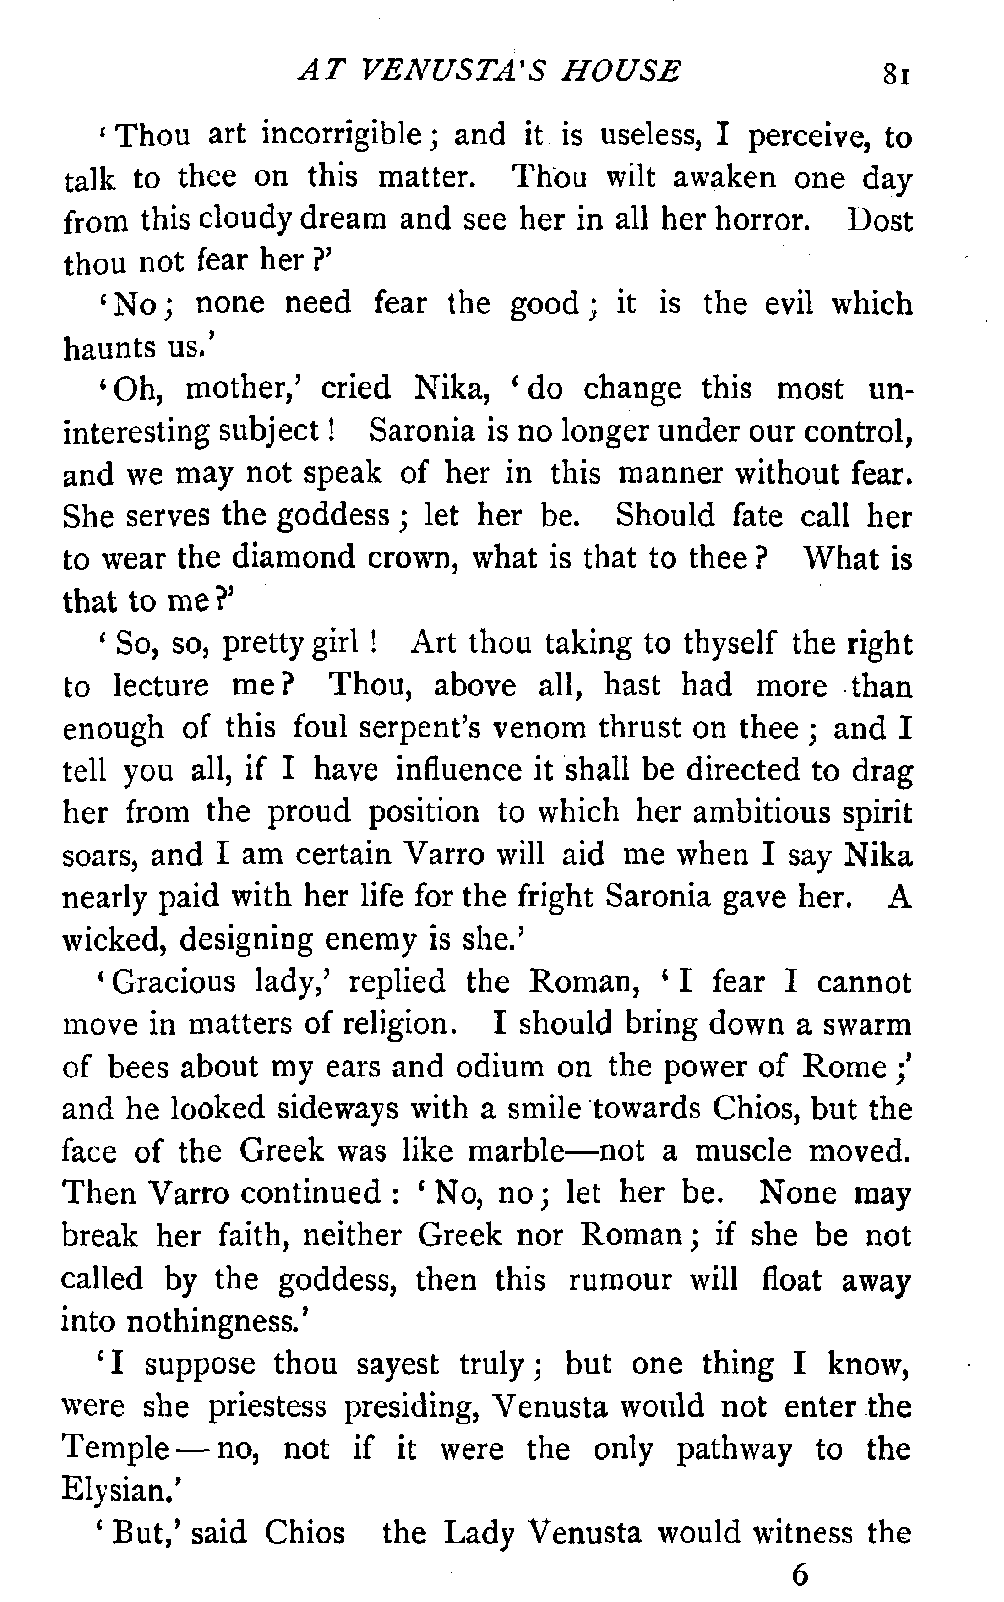 AT VENUSTA'S HOUSE 81
‘Thou art incorrigible; and it is useless, I perceive, to
talk to thee on this matter. Thou wilt awaken one day
from this cloudy dream and see her in all her horror. Dost
thou not fear her?’
‘No; none need fear the good; it is the evil which
haunts us.’
‘Oh, mother,’ cried Nika, ‘do change this most un-
interesting subject! Saronia is no longer under our control,
and we may not speak of her in this manner without fear.
She serves the goddess; let her be. Should fate call her
to wear the diamond crown, what is that to thee? What is
that to me?’
‘So, so, pretty girl! Art thou taking to thyself the right
to lecture me? Thou, above all, hast had more than
enough of this foul serpent's venom thrust on thee; and I
tell you all, if I have influence it shall be directed to drag
her from the proud position to which her ambitious spirit
soars, and I am certain Varro will aid me when I say Nika
nearly paid with her life for the fright Saronia gave her. A
wicked, designing enemy is she.’
‘Gracious lady,’ replied the Roman, ‘I fear I cannot
move in matters of religion. I should bring down a swarm
of bees about my ears and odium on the power of Rome;’
and he looked sideways with a smile towards Chios, but the
face of the Greek was like marble—not a muscle moved.
Then Varro continued: ‘No, no; let her be. None may
break her faith, neither Greek nor Roman; if she be not
called by the goddess, then this rumour will float away
into nothingness.’
‘I suppose thou sayest truly; but one thing I know,
were she priestess presiding, Venusta would not enter the
Temple—no, not if it were the only pathway to the
Elysian.’
‘But,’ said Chios the Lady Venusta would witness the
6